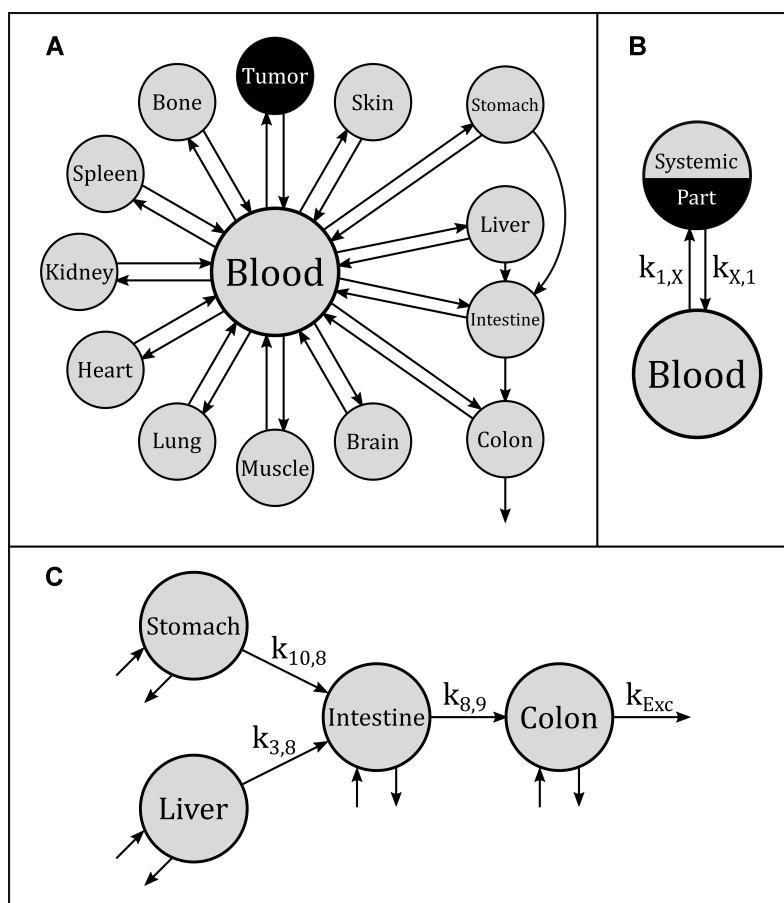 A
Tumor
Bone
Skin
Stomach
Spleen
Liver
Kidney
Blood
Intestine
Heart
Colon
Lung
Muscle
Brain
B
Systemic
Part
k1,X
kX,1
Blood
C
Stomach
k10,8
Intestine
k8,9
Colon
kExc
k3,8
Liver